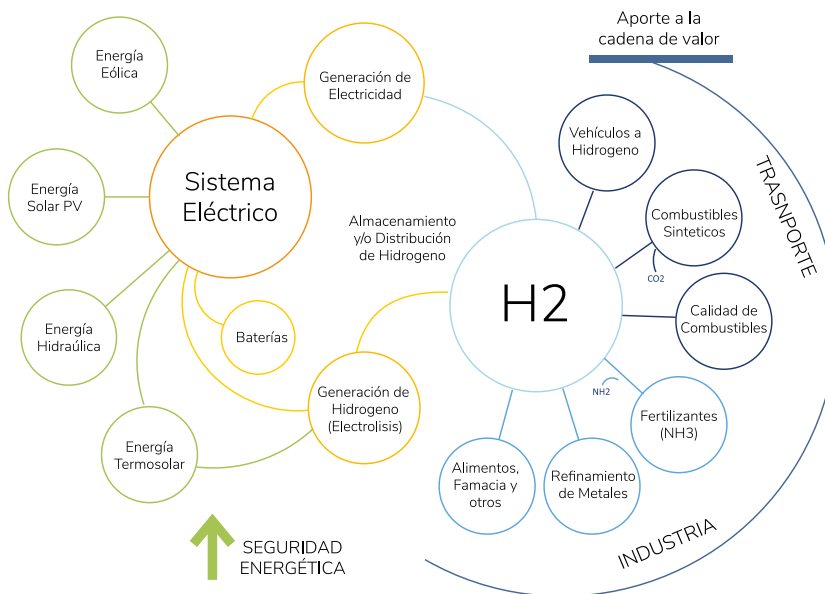 Aporte a la
cadena de valor
Energía
Eólica
Generación de
Electricidad
Vehículos a
Hidrogeno
TRASNPORTE
Energía
Solar PV
Sistema
Eléctrico
Combustibles
Sinteticos
Almacenamiento
y/o Distribución
de Hidrogeno
CO2
H2
Calidad de
Combustibles
Energía
Hidraúlica
Baterías
NH2
Generación de
Hidrogeno
(Electrolisis)
Fertilizantes
(NH3)
Energía
Termosolar
Alimentos,
Famacia y
otros
Refinamiento
de Metales
INDUSTRIA
SEGURIDAD
ENERGÉTICA